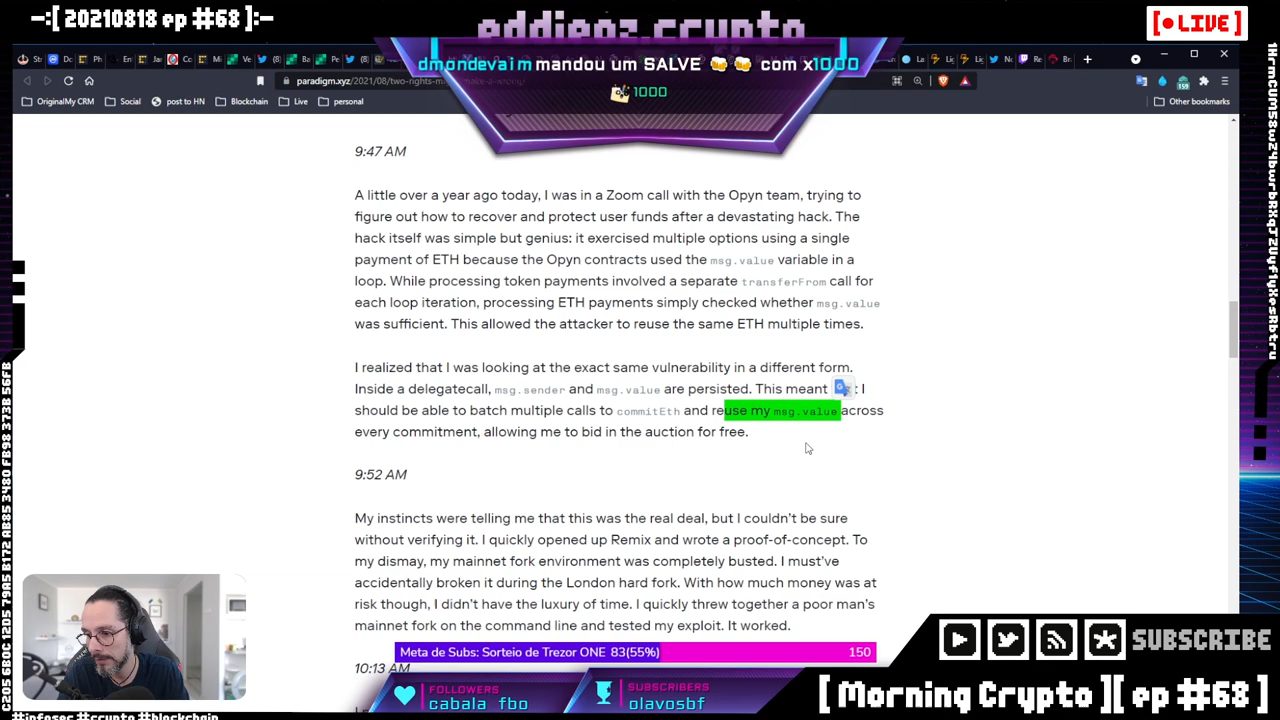 -:[ 20210818 ep #68]:-
eddieoz.crypto
[● LIVE]
dmordevaim mandou um SALVE 🍻 🍻 com x1000
1000
paradigm.xyz/2021/08/two-rights-mi
OriginalMy CRM
Social
post to HN
Blockchain
Live
personal
Other bookmarks
9:47 AM
A little over a year ago today, I was in a Zoom call with the Opyn team, trying to
figure out how to recover and protect user funds after a devastating hack. The
hack itself was simple but genius: it exercised multiple options using a single
payment of ETH because the Opyn contracts used the msg.value variable in a
loop. While processing token payments involved a separate transferFrom call for
each loop iteration, processing ETH payments simply checked whether msg.value
was sufficient. This allowed the attacker to reuse the same ETH multiple times.
I realized that I was looking at the exact same vulnerability in a different form.
Inside a delegatecall, msg.sender and msg.value are persisted. This meant : I
should be able to batch multiple calls to commitEth and reuse my msg.value across
every commitment, allowing me to bid in the auction for free.
9:52 AM
My instincts were telling me that this was the real deal, but I couldn't be sure
without verifying it. I quickly opened up Remix and wrote a proof-of-concept. To
my dismay, my mainnet fork environment was completely busted. I must've
accidentally broken it during the London hard fork. With how much money was at
risk though, I didn't have the luxury of time. I quickly threw together a poor man's
mainnet fork on the command line and tested my exploit. It worked.
Meta de Subs: Sorteio de Trezor ONE 83(55%)
150
10:13 AM
FOLLOWERS
cabala_fbo
SUBSCRIBERS
olavosbf
SUBSCRIBE
[ Morning Crypto ][ ep #68 ]
#infosec #crypto #blockchain